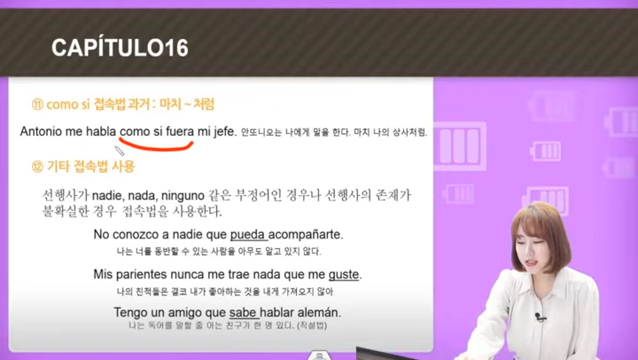 CAPÍTULO16
⑪ como si 접속법 과거 : 마치 ~ 처럼
Antonio me habla como si fuera mi jefe. 안또니오는 나에게 말을 한다. 마치 나의 상사처럼.
⑫ 기타 접속법 사용
선행사가 nadie, nada, ninguno 같은 부정어인 경우나 선행사의 존재가
불확실한 경우 접속법을 사용한다.
No conozco a nadie que pueda acompañarte.
나는 너를 동반할 수 있는 사람을 아무도 알고 있지 않다.
Mis parientes nunca me trae nada que me guste.
나의 친척들은 결코 내가 좋아하는 것을 내게 가져오지 않아
Tengo un amigo que sabe hablar alemán.
나는 독어를 말할 줄 아는 친구가 한 명 있다. (직설법)